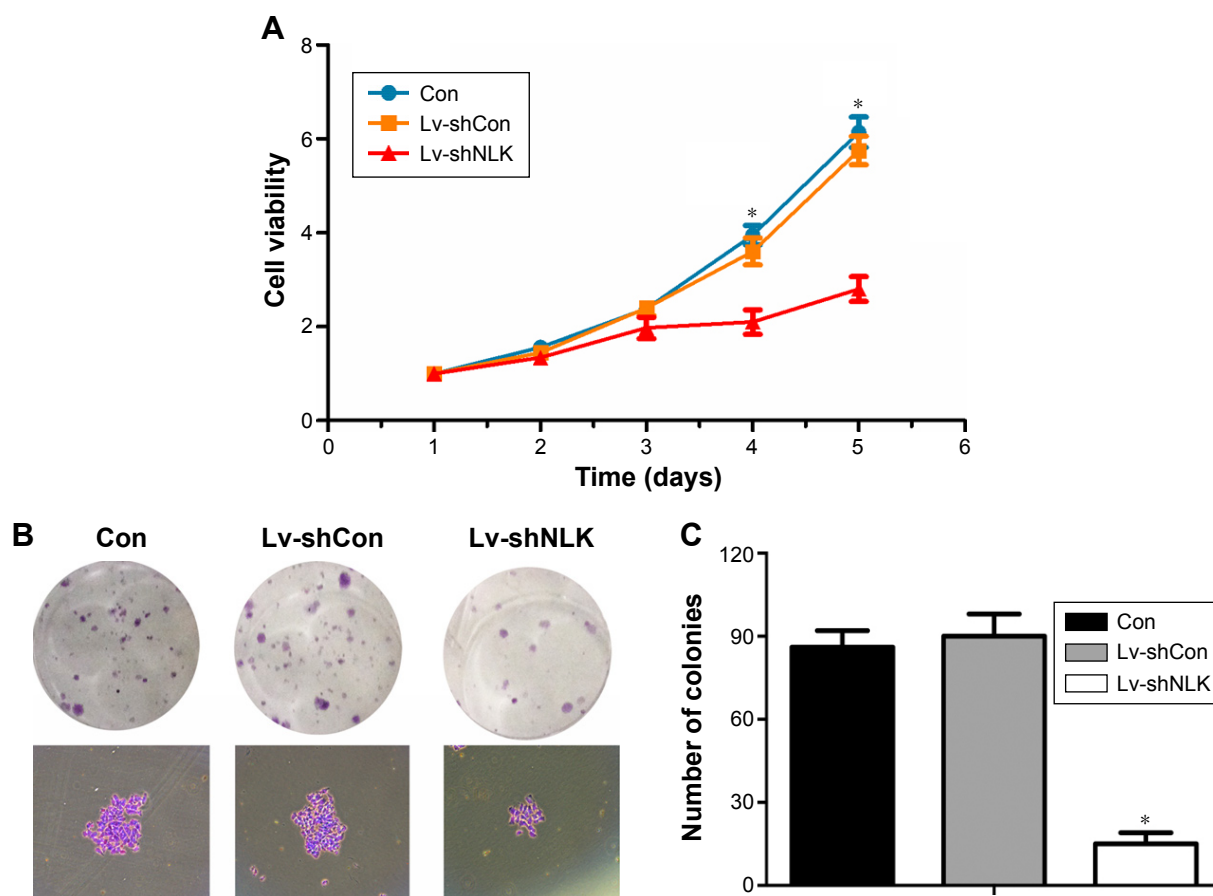 A
8
6
4
2
0
Cell viability
Con
Lv-shCon
Lv-shNLK
*
*
0 1 2 3 4 5 6
Time (days)
B
Con Lv-shCon Lv-shNLK
C
120
90
60
30
0
Number of colonies
Con
Lv-shCon
Lv-shNLK
*